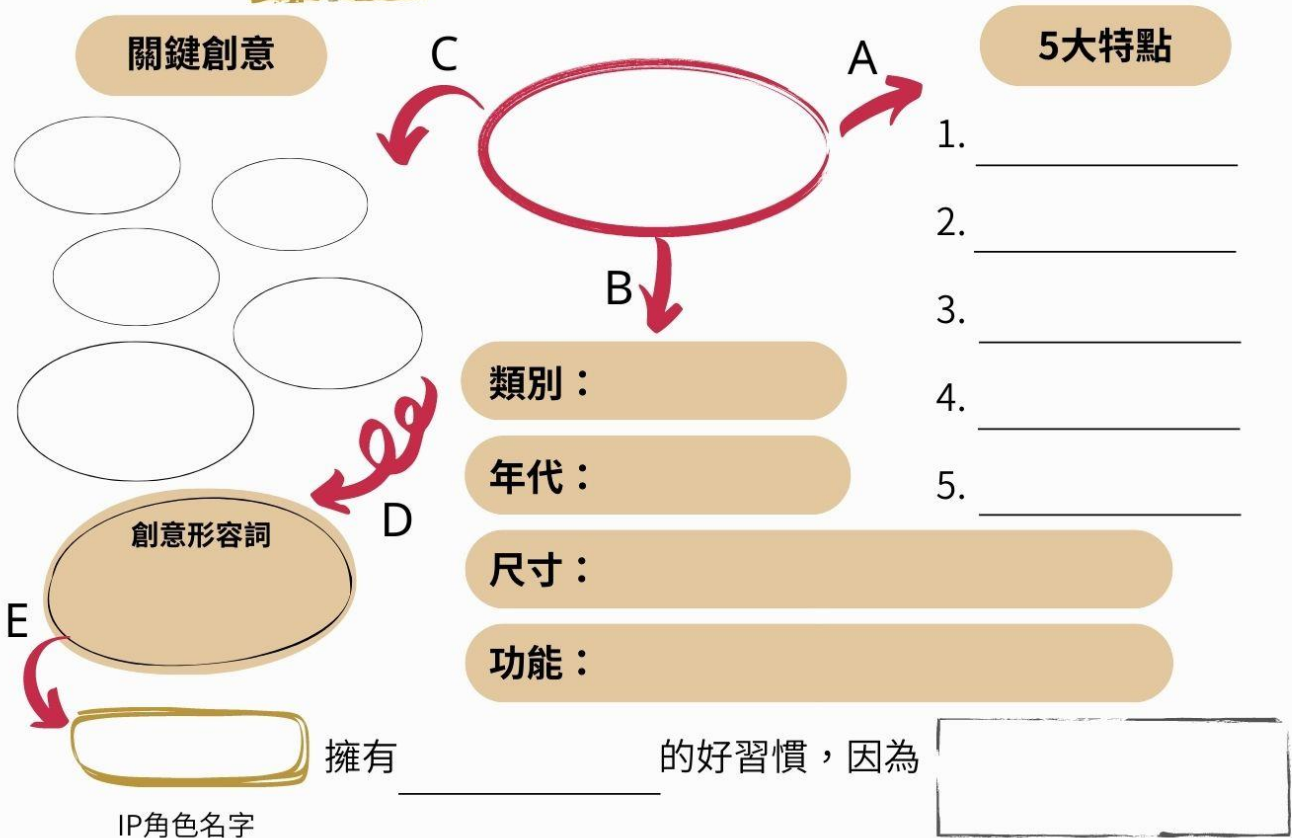 關鍵創意
C
A
5大特點
1.
2.
3.
4.
5.
B
類別：
年代：
尺寸：
功能：
D
創意形容詞
E
擁有 的好習慣，因為
IP角色名字